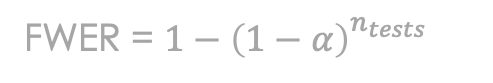 FWER = 1 − (1 − α)^n_tests